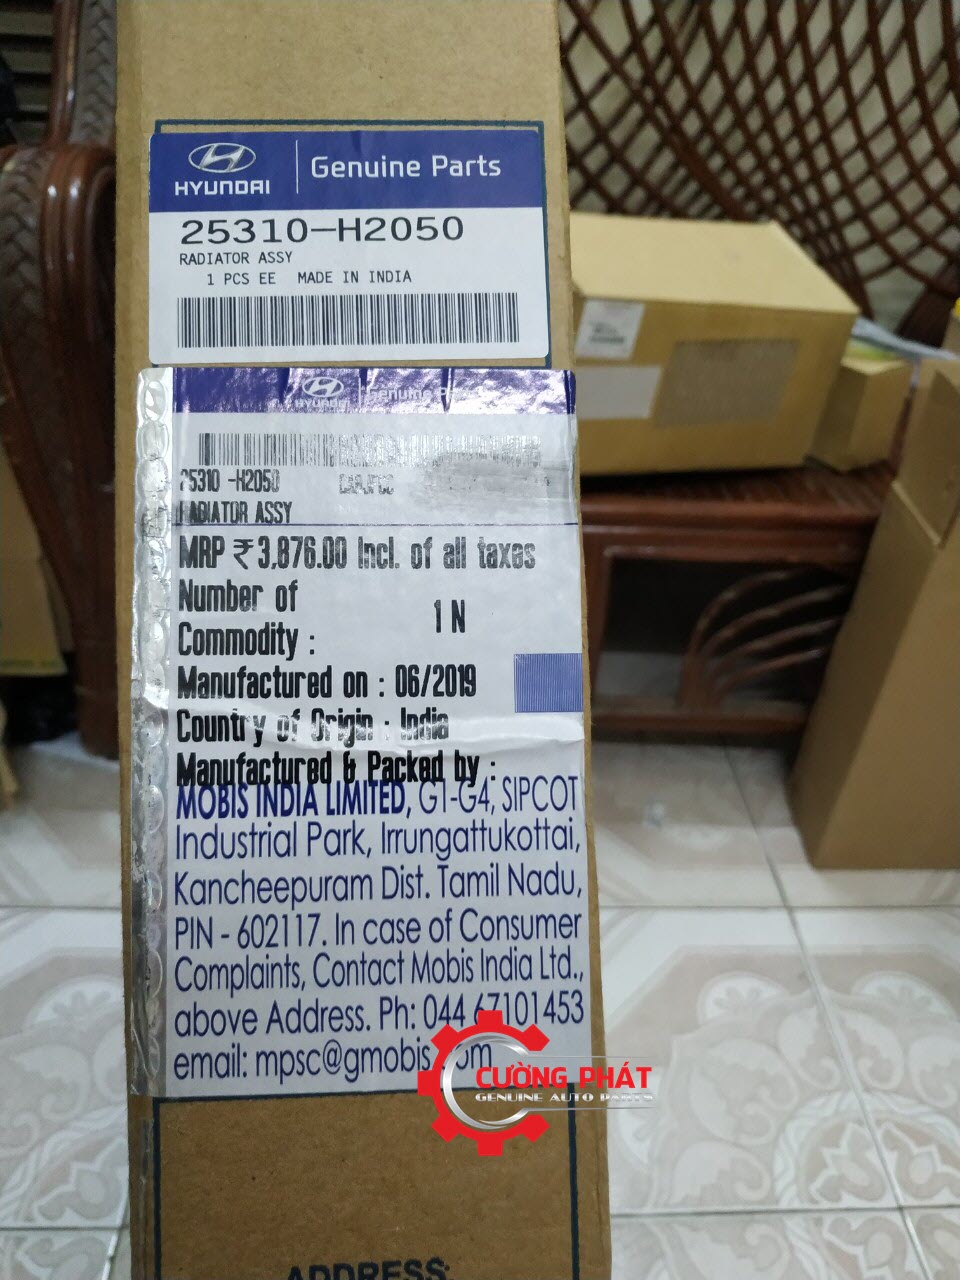 HYUNDAI
Genuine Parts
25310-H2050
RADIATOR ASSY
1 PCS EE MADE IN INDIA
HYUNDAI Genuine
25310 -H2050
RADIATOR ASSY
MRP ₹ 3,876.00 Incl. of all taxes
Number of
Commodity : 1 N
Manufactured on : 06/2019
Country of Origin : India
Manufactured & Packed by :
MOBIS INDIA LIMITED, G1-G4, SIPCOT
Industrial Park, Irrungattukottai,
Kancheepuram Dist. Tamil Nadu,
PIN - 602117. In case of Consumer
Complaints, Contact Mobis India Ltd.,
above Address. Ph: 044 67101453
email: mpsc@gmobis.com
CƯỜNG PHÁT
GENUINE AUTO PARTS
ADDRESS: